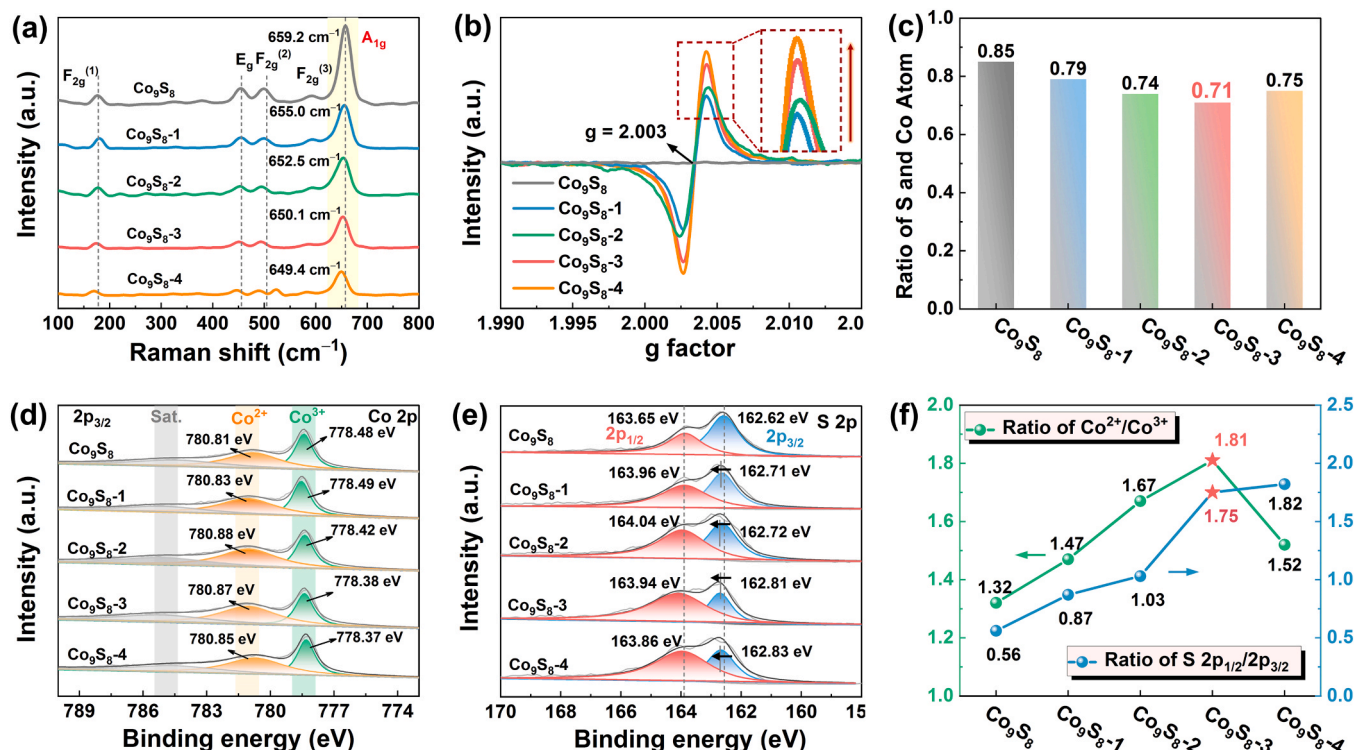 (a)
659.2 cm⁻¹
A1g
F2g(1)
Eg
F2g(2)
F2g(3)
Co9S8
655.0 cm⁻¹
Co9S8-1
652.5 cm⁻¹
Co9S8-2
650.1 cm⁻¹
Co9S8-3
649.4 cm⁻¹
Co9S8-4
Intensity (a.u.)
100 200 300 400 500 600 700 800
Raman shift (cm⁻¹)
(b)
g = 2.003
Co9S8
Co9S8-1
Co9S8-2
Co9S8-3
Co9S8-4
Intensity (a.u.)
1.990 1.995 2.000 2.005 2.010 2.0
g factor
(c)
Ratio of S and Co Atom
1.0
0.8
0.6
0.4
0.2
0.0
0.85
0.79
0.74
0.71
0.75
Co9S8
Co9S8-1
Co9S8-2
Co9S8-3
Co9S8-4
(d)
2p3/2
Sat.
Co2+
Co3+
Co 2p
Co9S8
780.81 eV
778.48 eV
Co9S8-1
780.83 eV
778.49 eV
Co9S8-2
780.88 eV
778.42 eV
Co9S8-3
780.87 eV
778.38 eV
Co9S8-4
780.85 eV
778.37 eV
Intensity (a.u.)
789 786 783 780 777 774
Binding energy (eV)
(e)
163.65 eV
162.62 eV
S 2p
Co9S8
2p1/2
2p3/2
163.96 eV
162.71 eV
Co9S8-1
164.04 eV
162.72 eV
Co9S8-2
163.94 eV
162.81 eV
Co9S8-3
163.86 eV
162.83 eV
Co9S8-4
Intensity (a.u.)
170 168 166 164 162 160 15
Binding energy (eV)
(f)
2.0
1.8
1.6
1.4
1.2
1.0
2.5
2.0
1.5
1.0
0.5
0.0
Ratio of Co2+/Co3+
1.81
1.67
1.75
1.82
1.47
1.52
1.32
1.03
0.87
0.56
Ratio of S 2p1/2/2p3/2
Co9S8
Co9S8-1
Co9S8-2
Co9S8-3
Co9S8-4